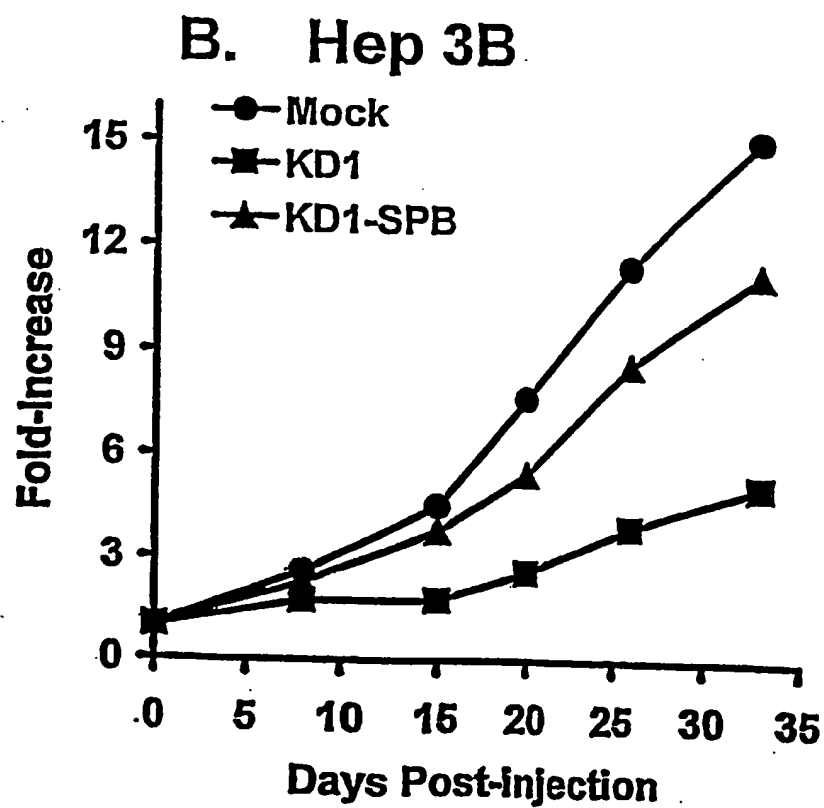 B. Hep 3B
Mock
KD1
KD1-SPB
15
12
9
6
3
0
Fold-Increase
0 5 10 15 20 25 30 35
Days Post-injection